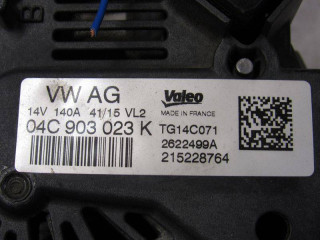 VW AG
14V 140A 41/15 VL2
04C 903 023 K
Valeo
MADE IN FRANCE
TG14C071
2622499A
215228764